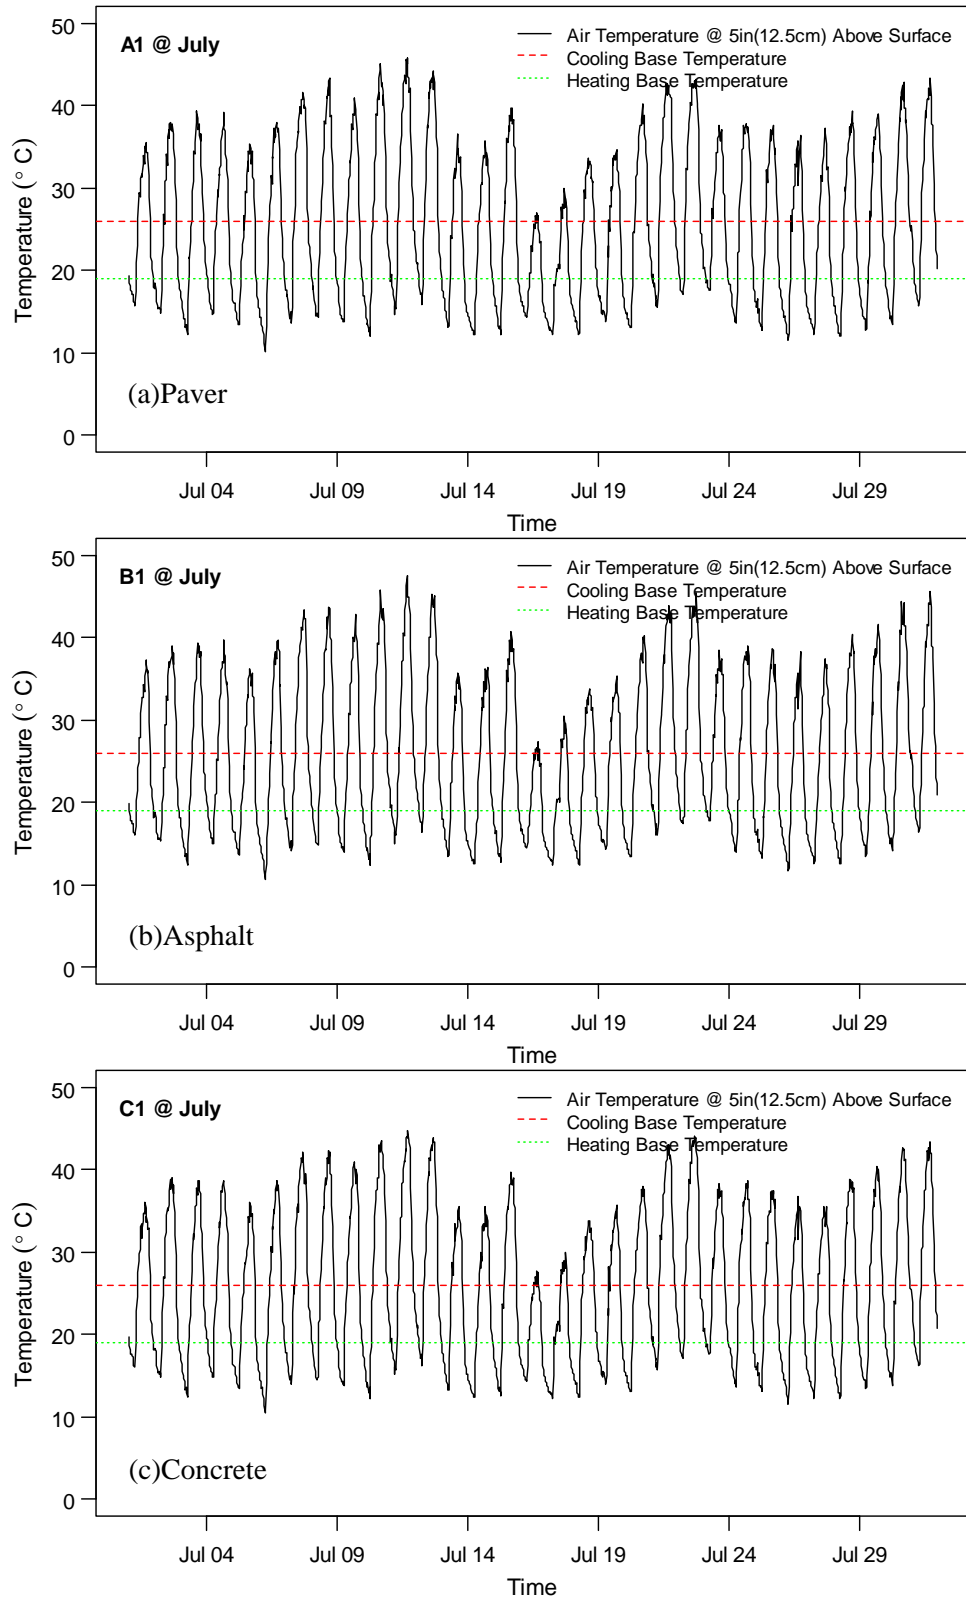 A1 @ July
Air Temperature @ 5in(12.5cm) Above Surface
Cooling Base Temperature
Heating Base Temperature
Temperature (° C)
50
40
30
20
10
0
(a)Paver
Jul 04 Jul 09 Jul 14 Jul 19 Jul 24 Jul 29
Time
B1 @ July
Air Temperature @ 5in(12.5cm) Above Surface
Cooling Base Temperature
Heating Base Temperature
Temperature (° C)
50
40
30
20
10
0
(b)Asphalt
Jul 04 Jul 09 Jul 14 Jul 19 Jul 24 Jul 29
Time
C1 @ July
Air Temperature @ 5in(12.5cm) Above Surface
Cooling Base Temperature
Heating Base Temperature
Temperature (° C)
50
40
30
20
10
0
(c)Concrete
Jul 04 Jul 09 Jul 14 Jul 19 Jul 24 Jul 29
Time